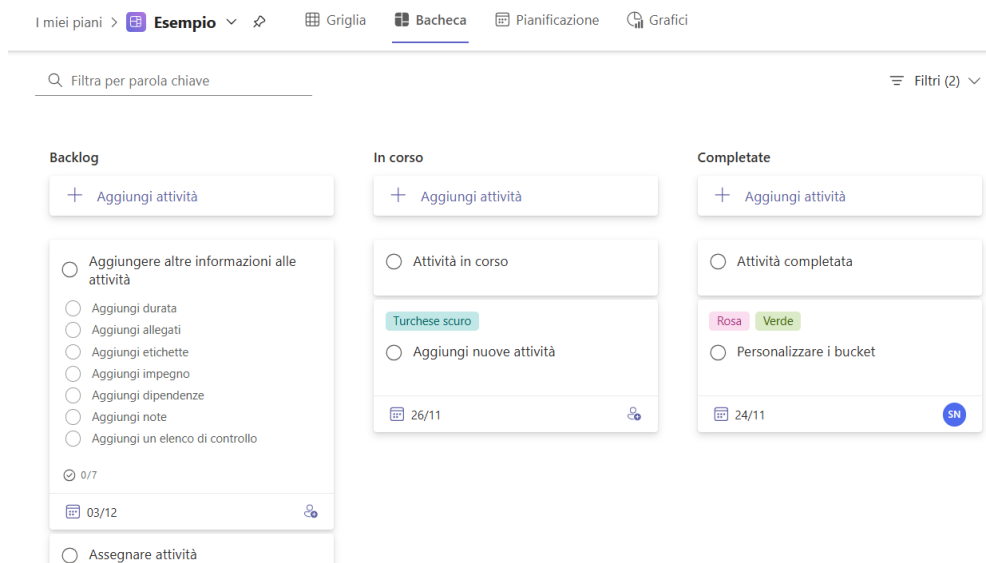 I miei piani > Esempio
Griglia
Bacheca
Pianificazione
Grafici
Filtra per parola chiave
Filtri (2)
Backlog
Aggiungi attività
Aggiungere altre informazioni alle
attività
Aggiungi durata
Aggiungi allegati
Aggiungi etichette
Aggiungi impegno
Aggiungi dipendenze
Aggiungi note
Aggiungi un elenco di controllo
0/7
03/12
Assegnare attività
In corso
Aggiungi attività
Attività in corso
Turchese scuro
Aggiungi nuove attività
26/11
Completate
Aggiungi attività
Attività completata
Rosa Verde
Personalizzare i bucket
24/11
SN